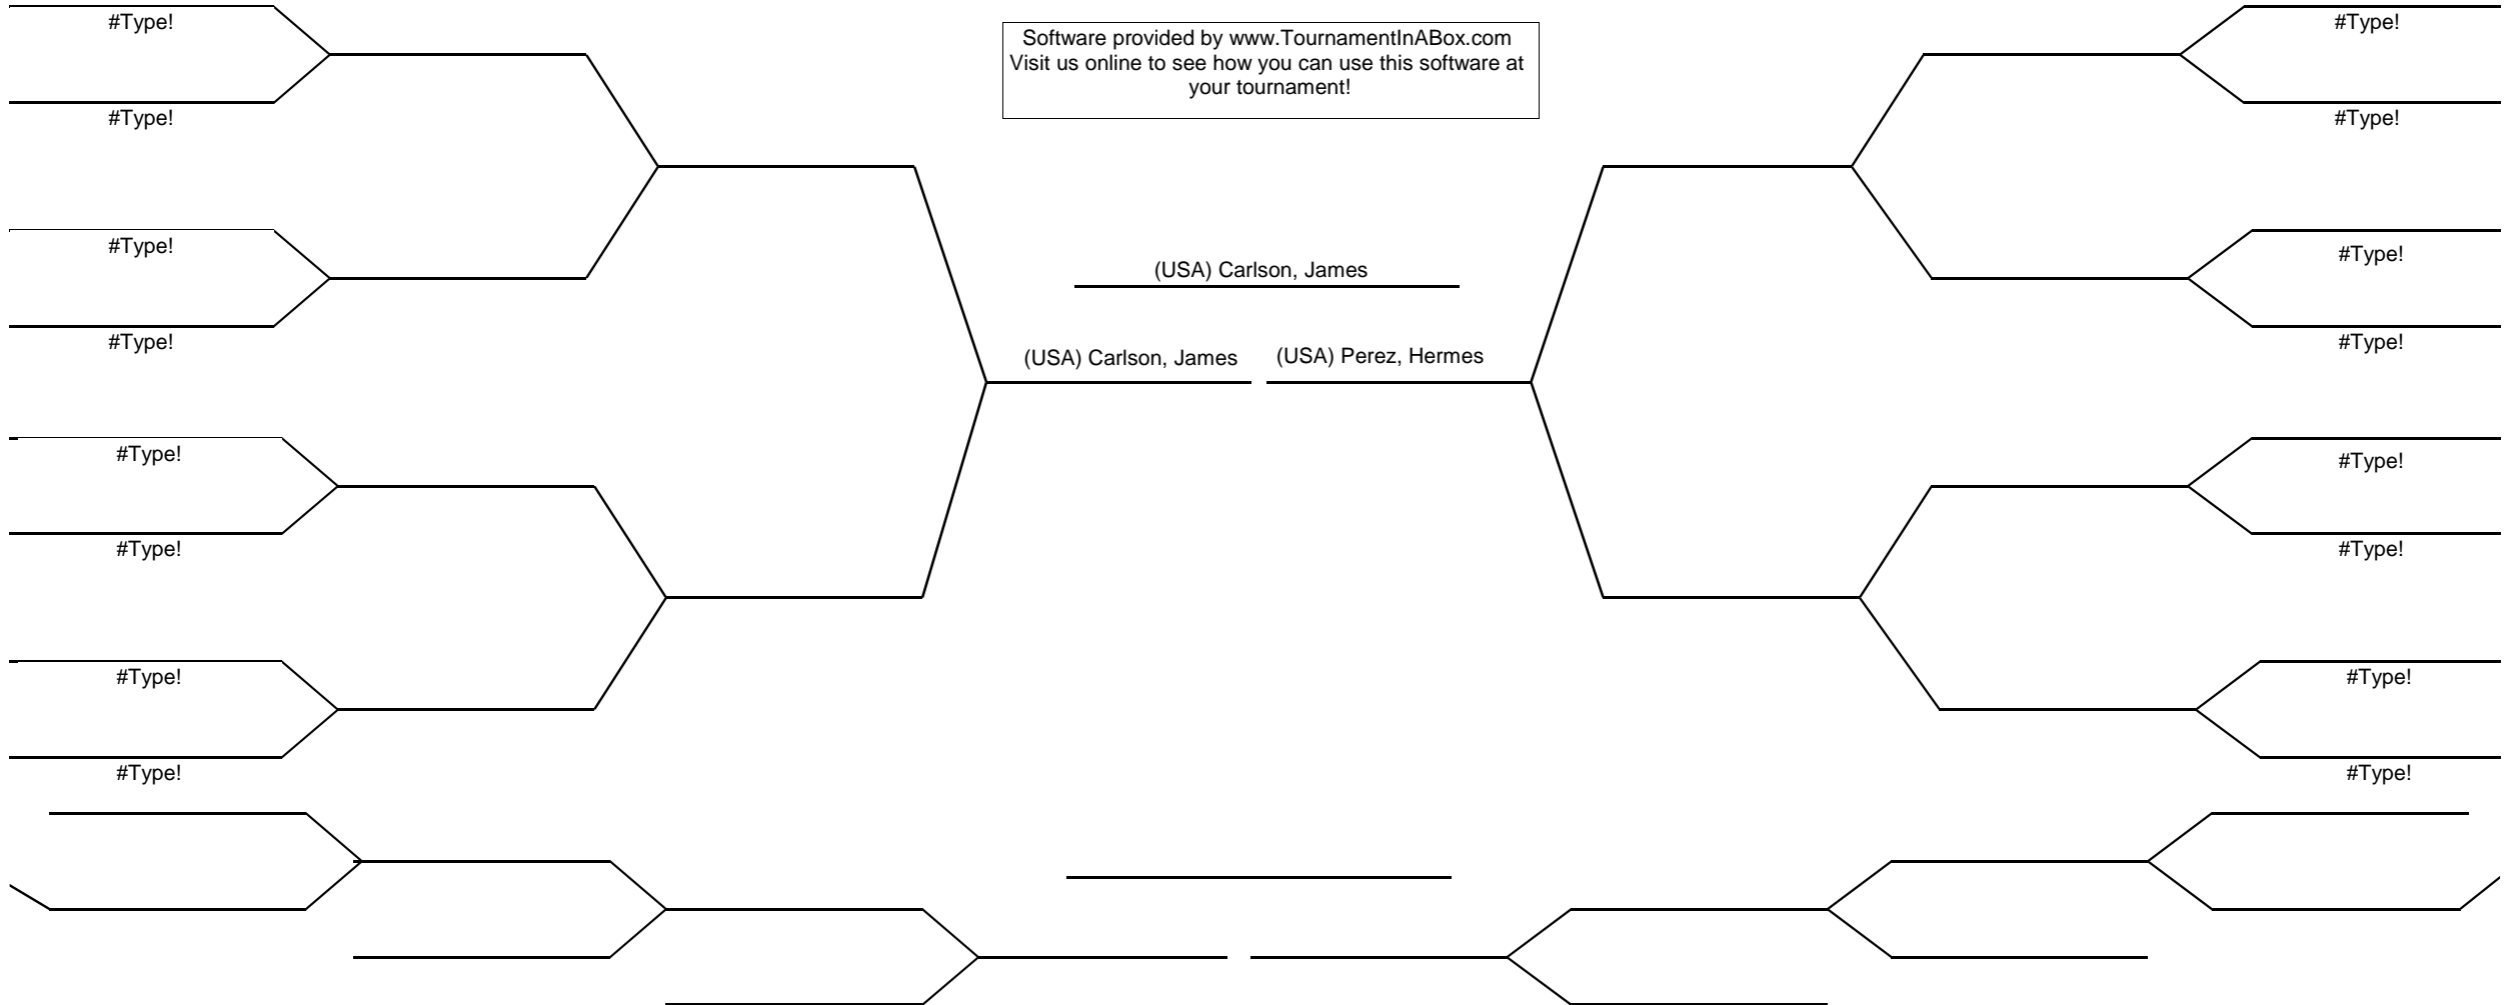 #Type!
#Type!
Software provided by www.TournamentInABox.com
Visit us online to see how you can use this software at
your tournament!
#Type!
#Type!
#Type!
#Type!
(USA) Carlson, James
#Type!
#Type!
(USA) Carlson, James
(USA) Perez, Hermes
#Type!
#Type!
#Type!
#Type!
#Type!
#Type!
#Type!
#Type!